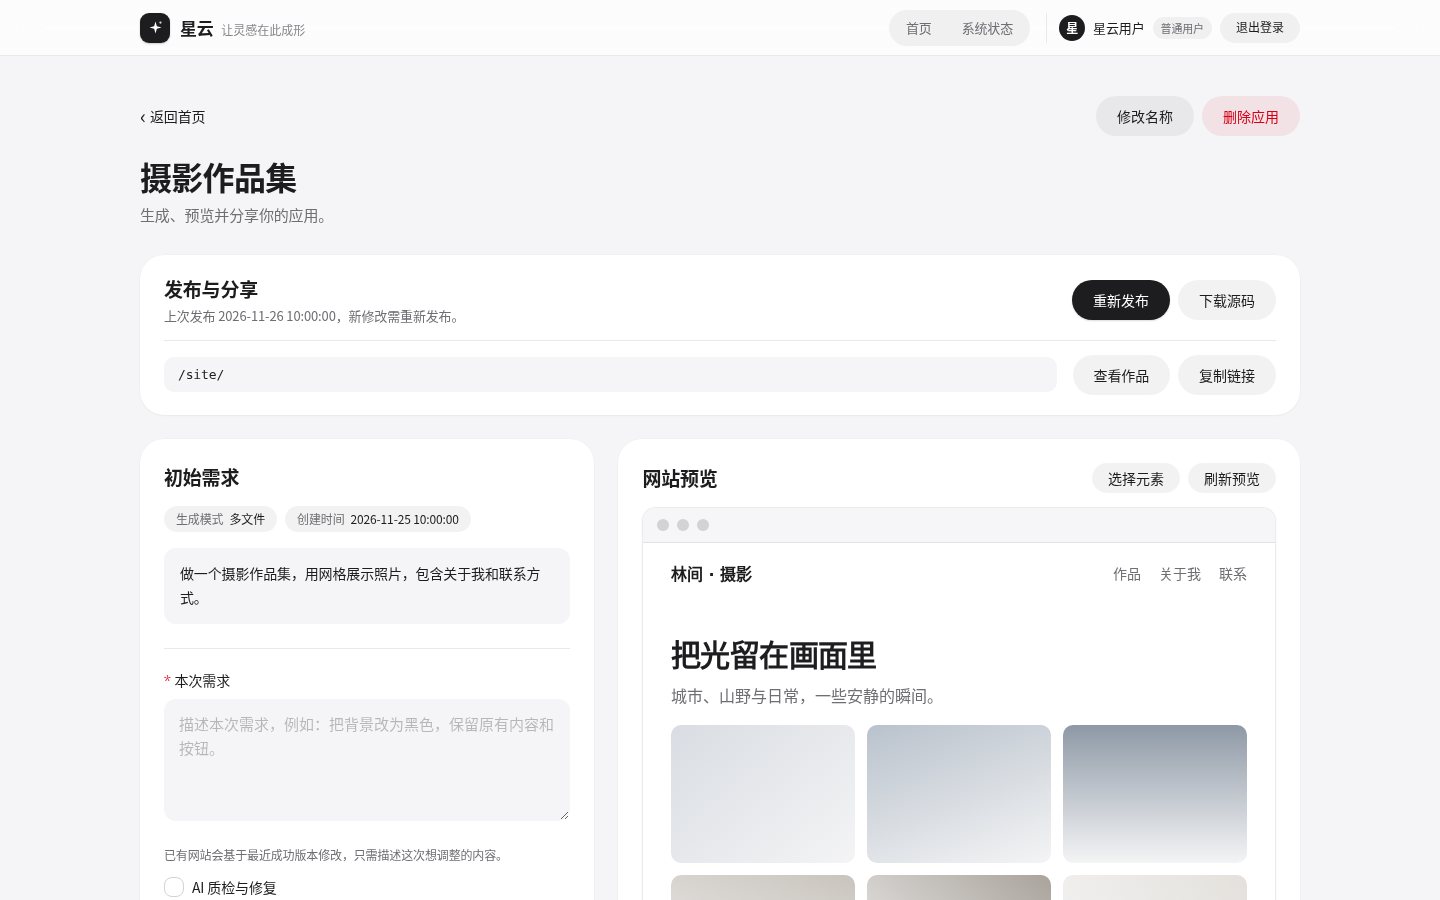 星云 让灵感在此成形
首页 系统状态 星 星云用户 普通用户 退出登录
‹ 返回首页
修改名称 删除应用
摄影作品集
生成、预览并分享你的应用。
发布与分享
上次发布 2026-11-26 10:00:00，新修改需重新发布。
重新发布 下载源码
/site/
查看作品 复制链接
初始需求
生成模式 多文件 创建时间 2026-11-25 10:00:00
做一个摄影作品集，用网格展示照片，包含关于我和联系方
式。
* 本次需求
描述本次需求，例如：把背景改为黑色，保留原有内容和
按钮。
已有网站会基于最近成功版本修改，只需描述这次想调整的内容。
AI 质检与修复
网站预览
选择元素 刷新预览
林间 · 摄影
作品 关于我 联系
把光留在画面里
城市、山野与日常，一些安静的瞬间。